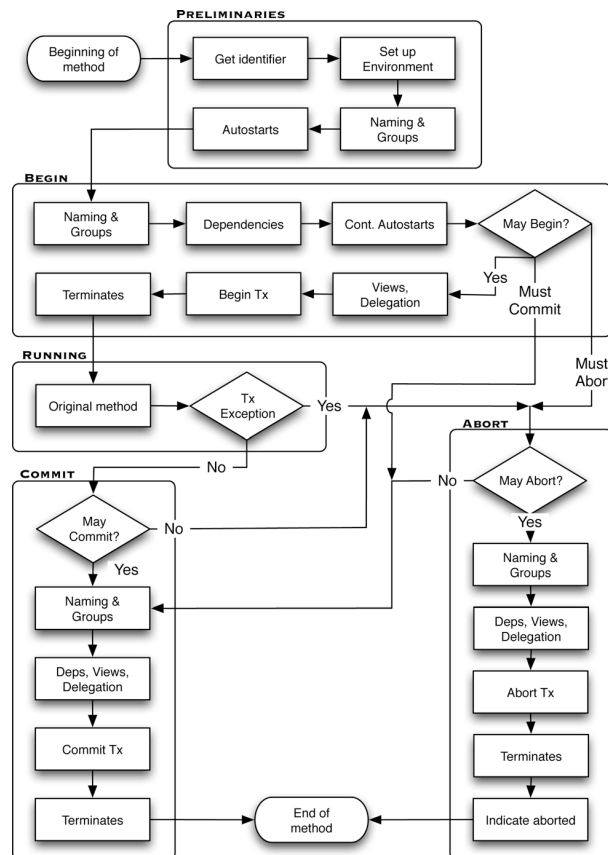 PRELIMINARIES
Beginning of
method
Get identifier
Set up
Environment
Autostarts
Naming &
Groups
BEGIN
Naming &
Groups
Dependencies
Cont. Autostarts
May Begin?
Yes
Must
Commit
Terminates
Begin Tx
Views,
Delegation
Must
Abort
RUNNING
Original method
Tx
Exception
Yes
No
COMMIT
May
Commit?
No
Yes
Naming &
Groups
Deps, Views,
Delegation
Commit Tx
Terminates
ABORT
No
May Abort?
Yes
Naming &
Groups
Deps, Views,
Delegation
Abort Tx
Terminates
Indicate aborted
End of
method